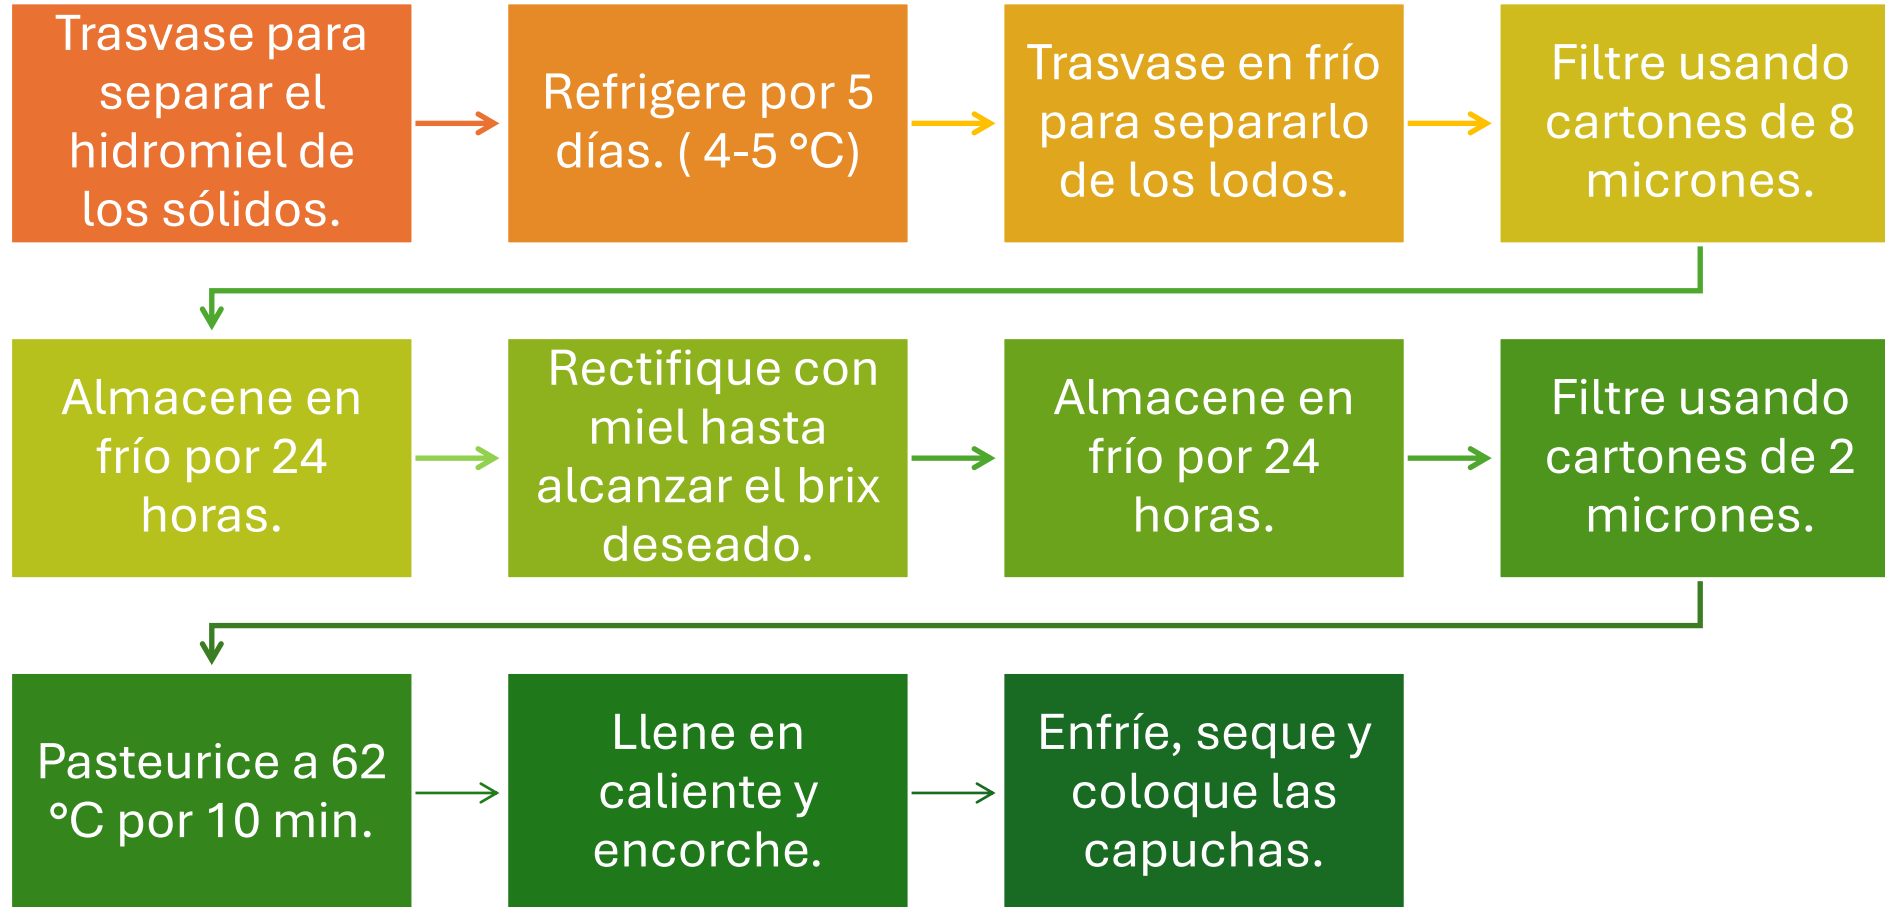 Trasvase para
separar el
hidromiel de
los sólidos.
Refrigere por 5
días. ( 4-5 °C)
Trasvase en frío
para separarlo
de los lodos.
Filtre usando
cartones de 8
micrones.
Almacene en
frío por 24
horas.
Rectifique con
miel hasta
alcanzar el brix
deseado.
Almacene en
frío por 24
horas.
Filtre usando
cartones de 2
micrones.
Pasteurice a 62
°C por 10 min.
Llene en
caliente y
encorche.
Enfríe, seque y
coloque las
capuchas.